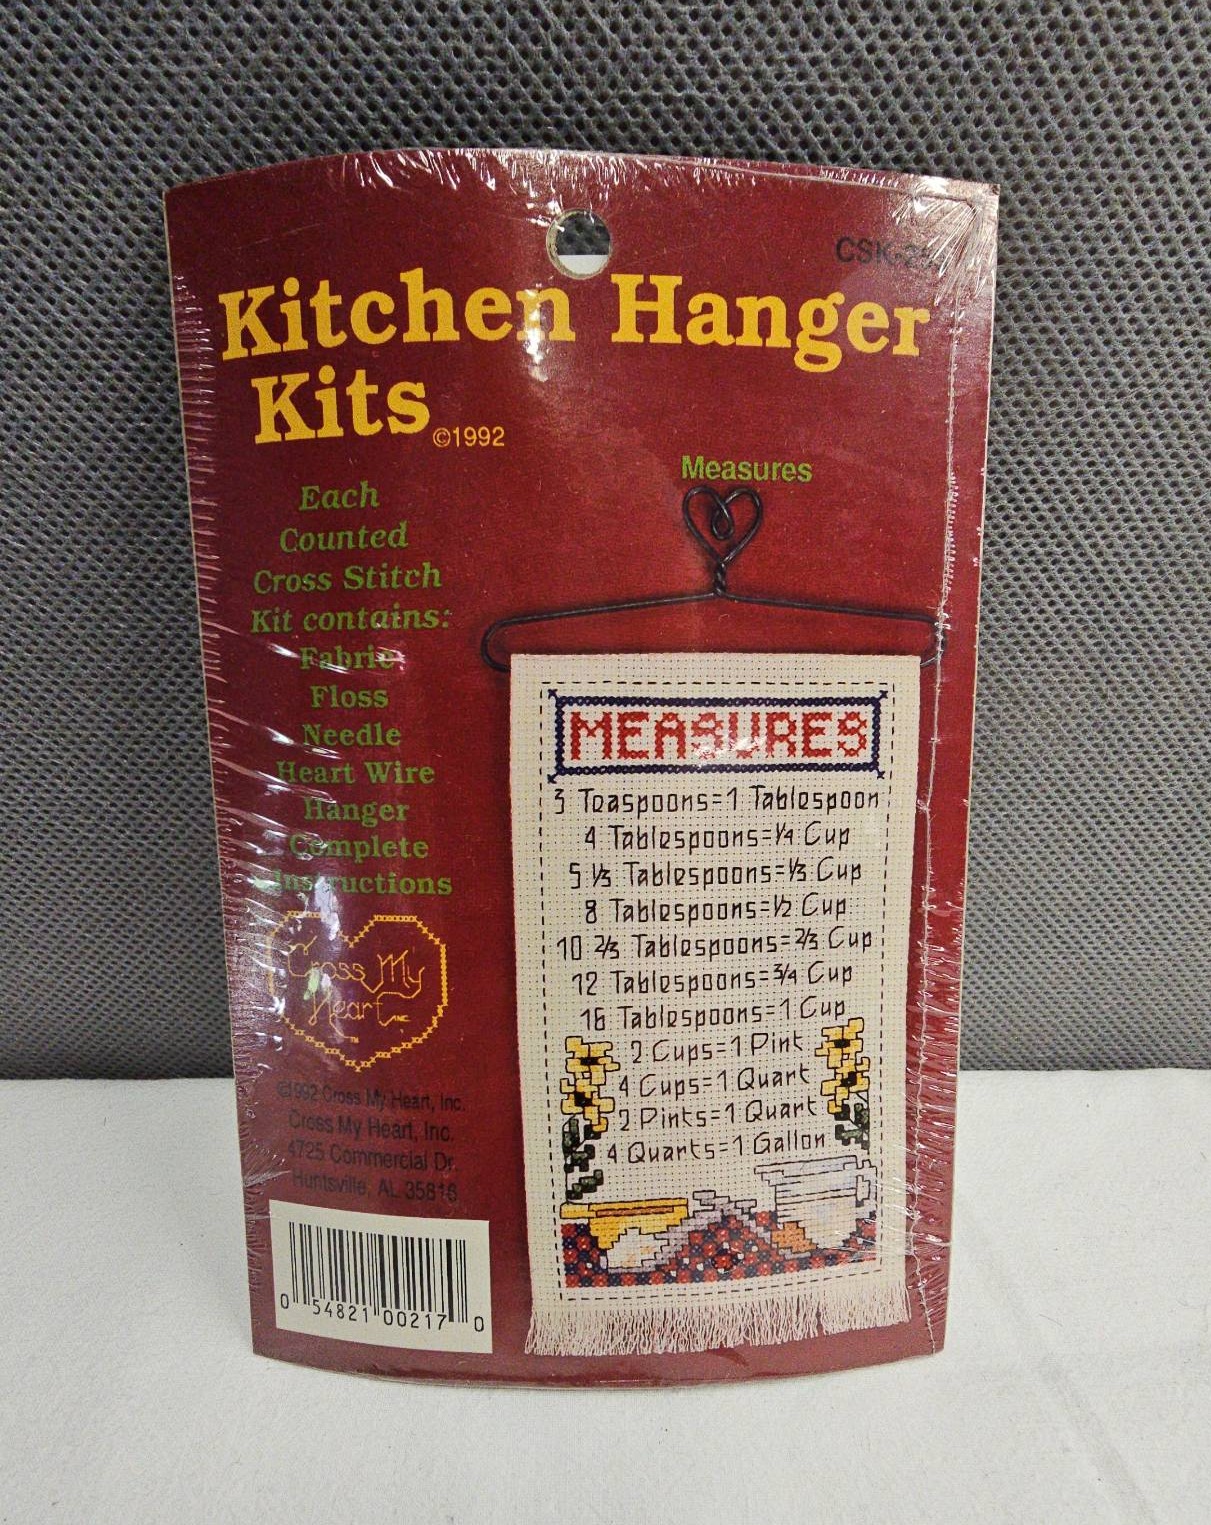 Kitchen Hanger
Kits ©1992
Each
Counted
Cross Stitch
Kit contains:
Fabric
Floss
Needle
Heart Wire
Hanger
Complete
Instructions
Cross My
Heart Inc.
TM
©1992 Cross My Heart, Inc.
Cross My Heart, Inc.
4725 Commercial Dr.
Huntsville, AL 35816
0 54821 00217 0
Measures
MEASURES
3 Teaspoons=1 Tablespoon
4 Tablespoons=1/4 Cup
5 1/3 Tablespoons=1/3 Cup
8 Tablespoons=1/2 Cup
10 2/3 Tablespoons=2/3 Cup
12 Tablespoons=3/4 Cup
16 Tablespoons=1 Cup
2 Cups=1 Pint
4 Cups=1 Quart
2 Pints=1 Quart
4 Quarts=1 Gallon